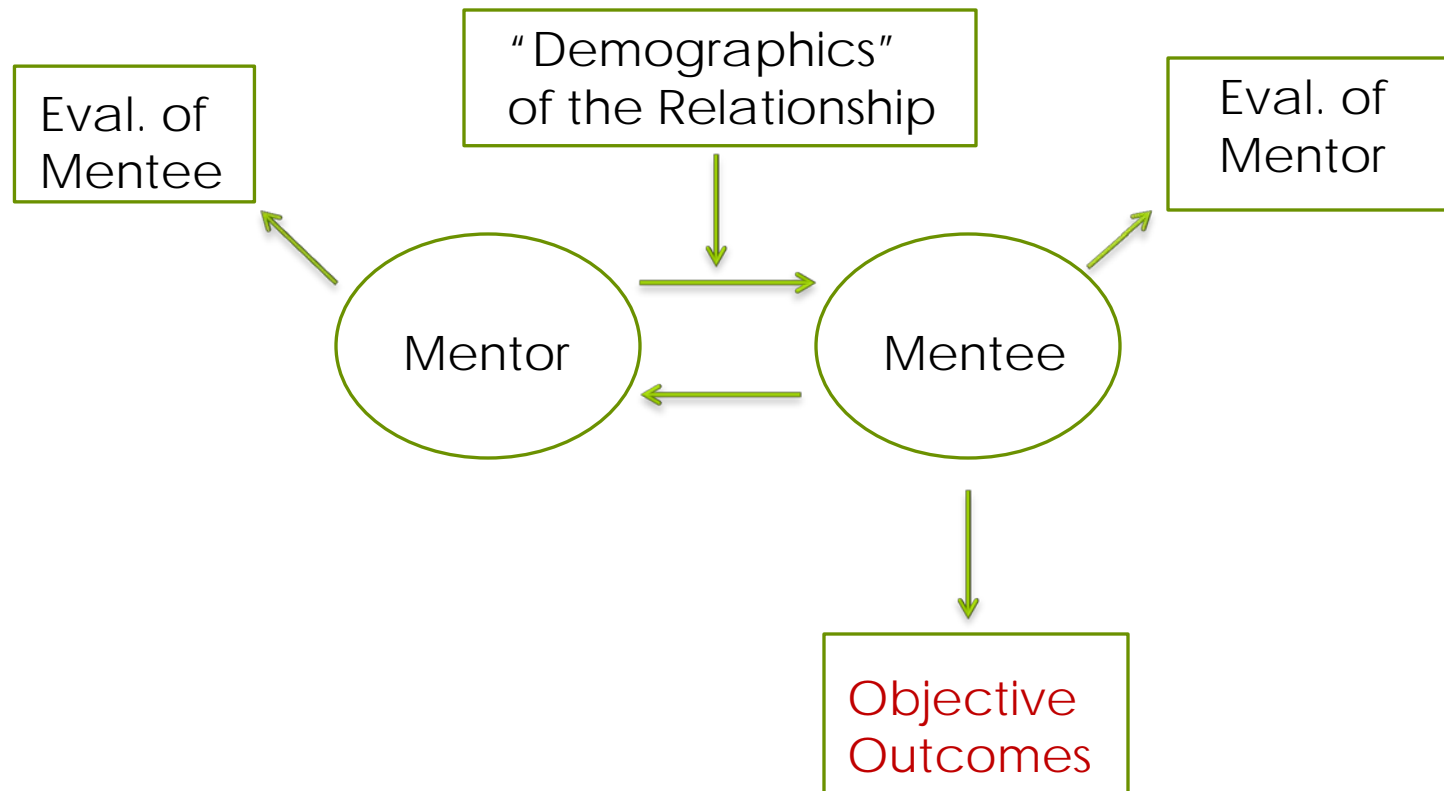 “Demographics”
of the Relationship
Eval. of
Mentee
Eval. of
Mentor
Mentor
Mentee
Objective
Outcomes